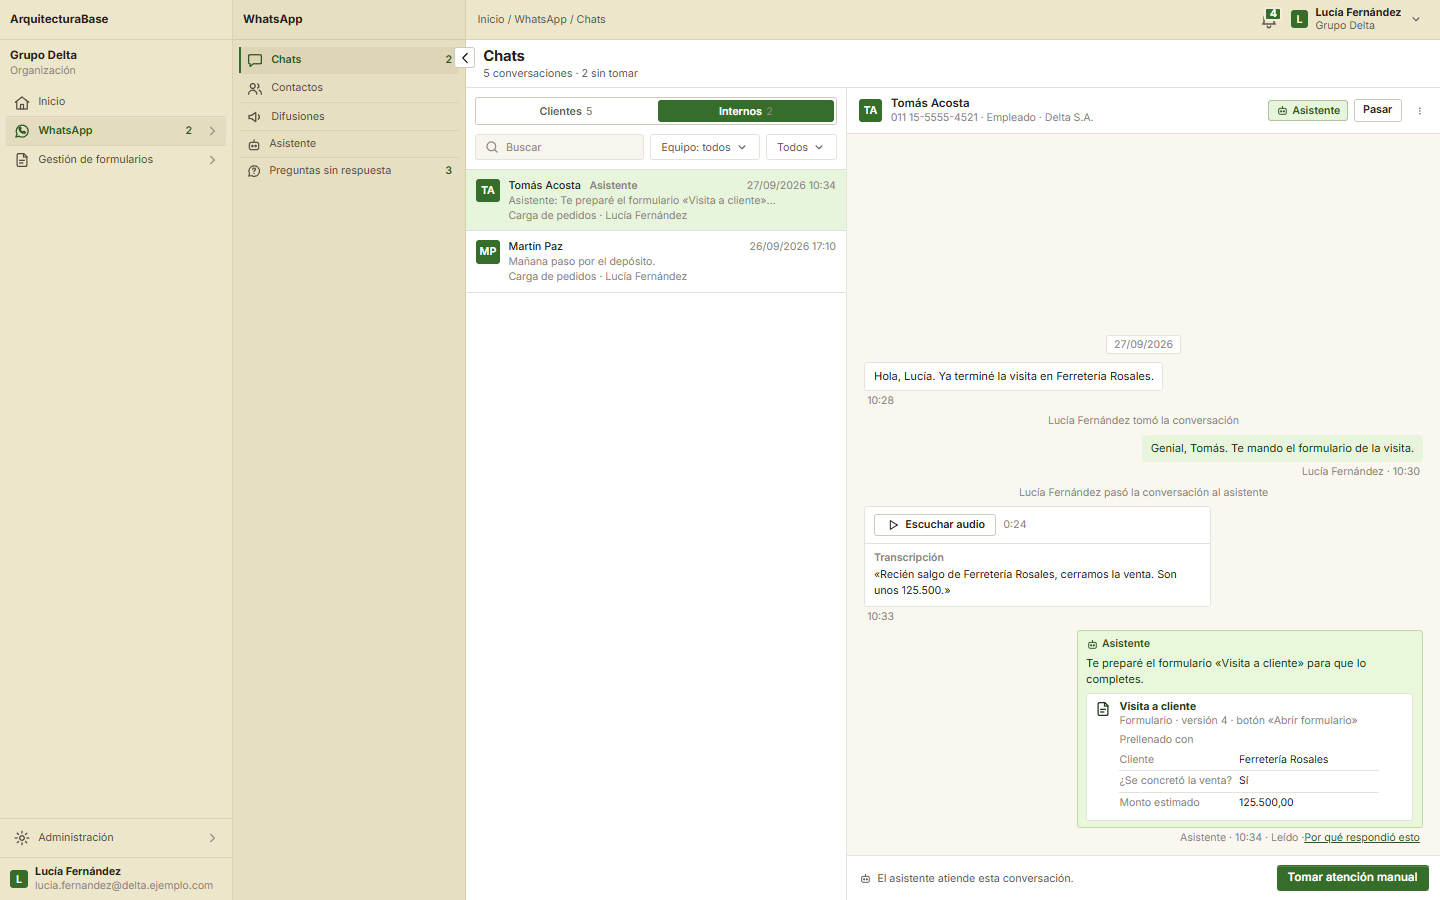 ArquitecturaBase
Grupo Delta
Organización
Inicio
WhatsApp 2
Gestión de formularios
Administración
L
Lucía Fernández
lucia.fernandez@delta.ejemplo.com
WhatsApp
Chats 2
Contactos
Difusiones
Asistente
Preguntas sin respuesta 3
Inicio / WhatsApp / Chats
4
L
Lucía Fernández
Grupo Delta
Chats
5 conversaciones · 2 sin tomar
Clientes 5
Internos 2
Buscar
Equipo: todos
Todos
TA
Tomás Acosta Asistente 27/09/2026 10:34
Asistente: Te preparé el formulario «Visita a cliente»...
Carga de pedidos · Lucía Fernández
MP
Martín Paz 26/09/2026 17:10
Mañana paso por el depósito.
Carga de pedidos · Lucía Fernández
TA
Tomás Acosta
011 15-5555-4521 · Empleado · Delta S.A.
Asistente
Pasar
27/09/2026
Hola, Lucía. Ya terminé la visita en Ferretería Rosales.
10:28
Lucía Fernández tomó la conversación
Genial, Tomás. Te mando el formulario de la visita.
Lucía Fernández · 10:30
Lucía Fernández pasó la conversación al asistente
Escuchar audio 0:24
Transcripción
«Recién salgo de Ferretería Rosales, cerramos la venta. Son
unos 125.500.»
10:33
Asistente
Te preparé el formulario «Visita a cliente» para que lo
completes.
Visita a cliente
Formulario · versión 4 · botón «Abrir formulario»
Prellenado con
Cliente Ferretería Rosales
¿Se concretó la venta? Sí
Monto estimado 125.500,00
Asistente · 10:34 · Leído ·Por qué respondió esto
El asistente atiende esta conversación.
Tomar atención manual